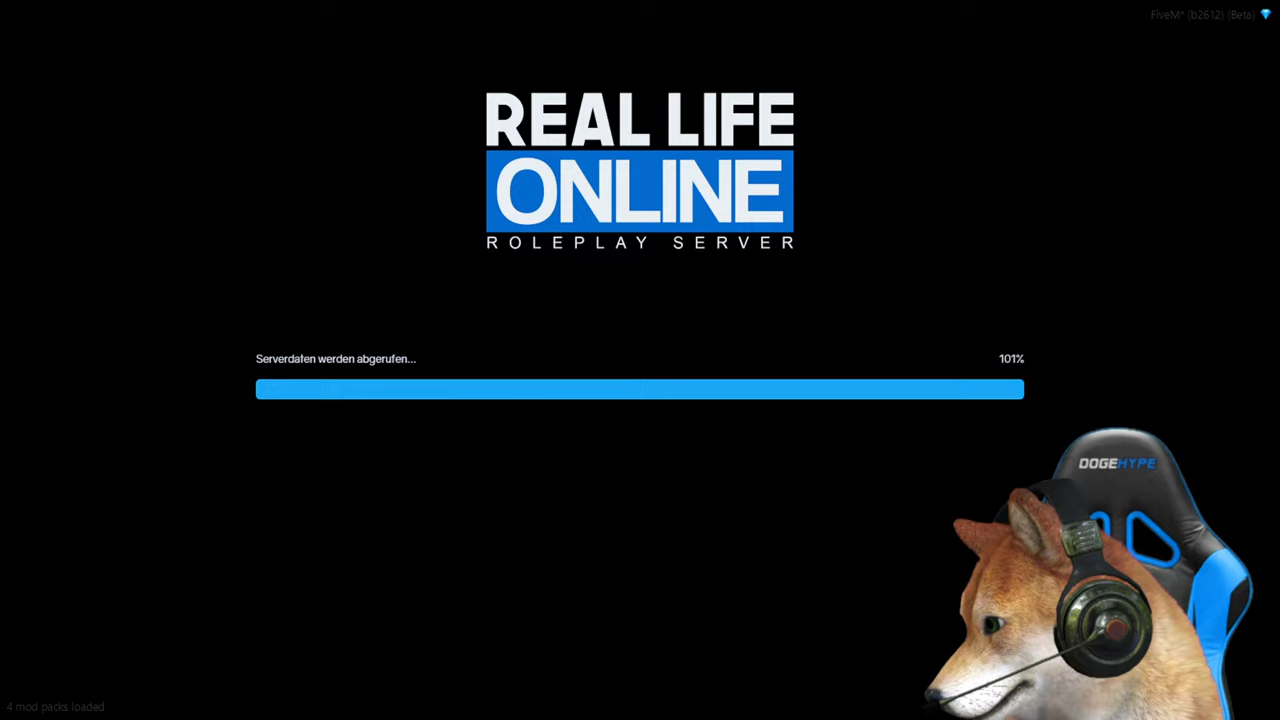 FiveM* (b2612) (Beta)
REAL LIFE
ONLINE
ROLEPLAY SERVER
Serverdaten werden abgerufen...
101%
DOGEHYPE
4 mod packs loaded